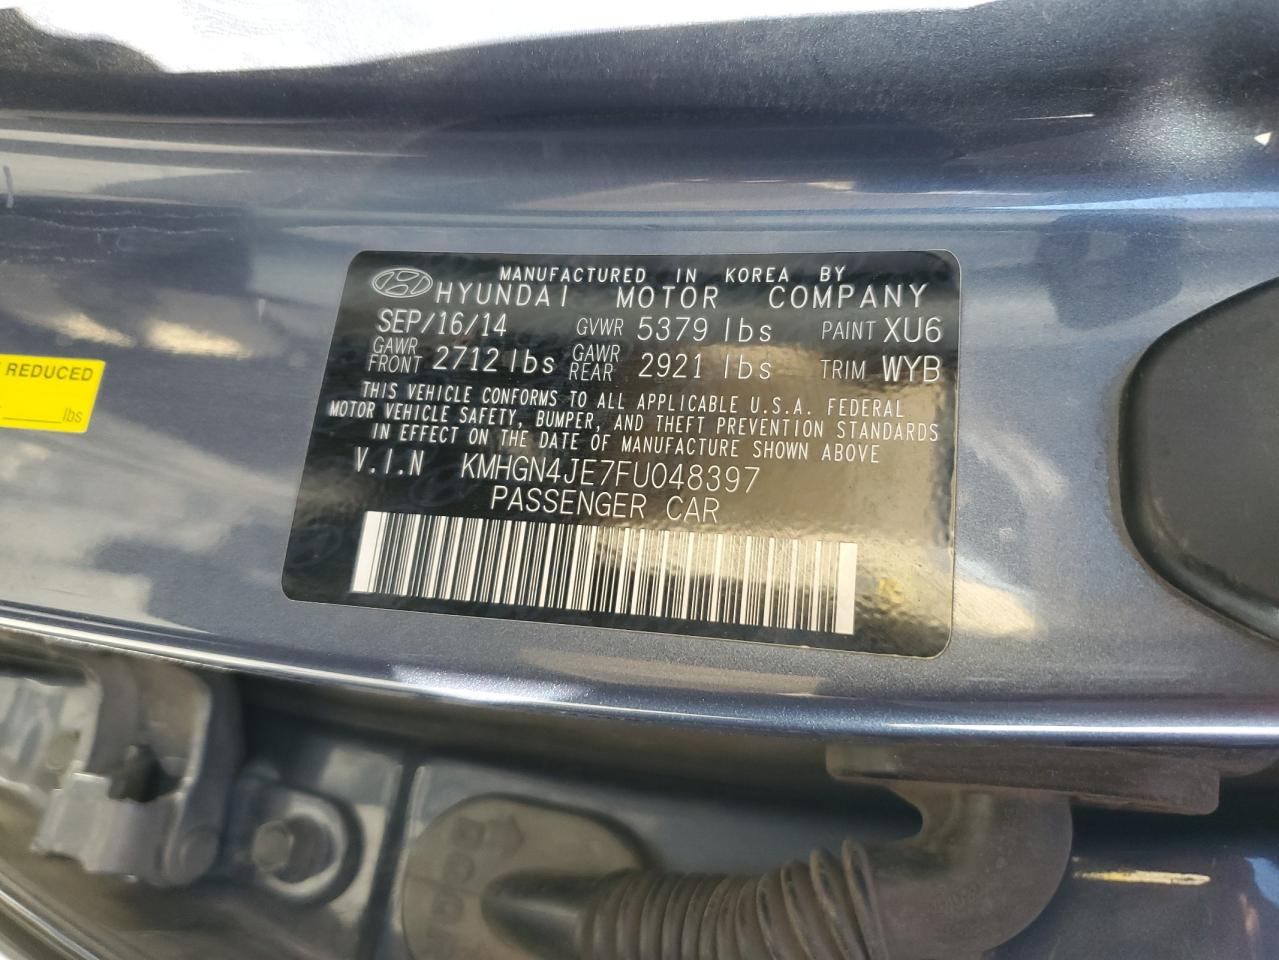 MANUFACTURED IN KOREA BY
HYUNDAI MOTOR COMPANY
SEP/16/14 GVWR 5379 lbs PAINT XU6
GAWR FRONT 2712 lbs GAWR REAR 2921 lbs TRIM WYB
THIS VEHICLE CONFORMS TO ALL APPLICABLE U.S.A. FEDERAL
MOTOR VEHICLE SAFETY, BUMPER, AND THEFT PREVENTION STANDARDS
IN EFFECT ON THE DATE OF MANUFACTURE SHOWN ABOVE
V.I.N KMHGN4JE7FU048397
PASSENGER CAR
REDUCED
lbs